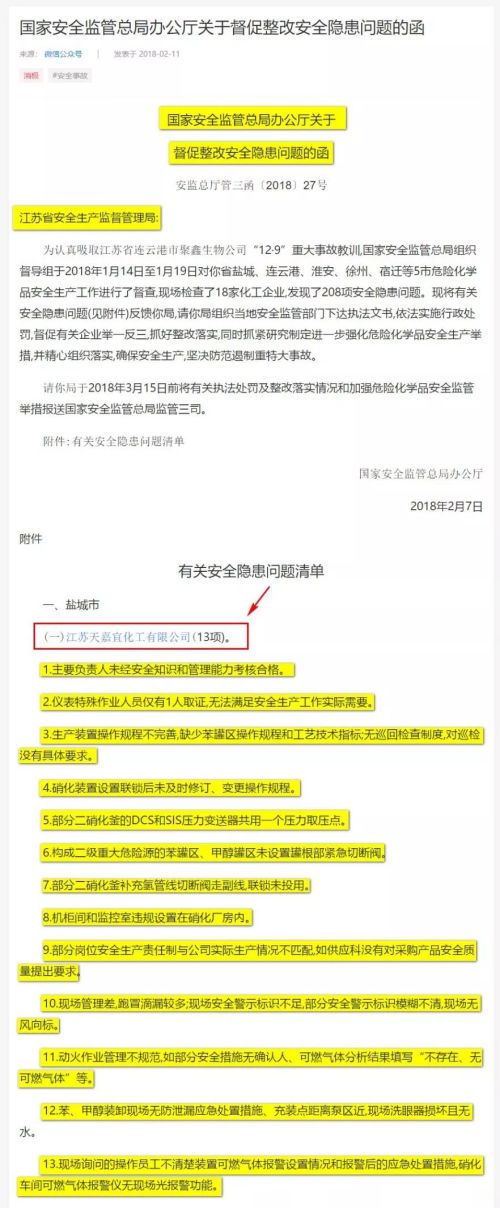 国家安全监管总局办公厅关于督促整改安全隐患问题的函
来源: 微信公众号 | 发表于 2018-02-11
消极 #安全事故
国家安全监管总局办公厅关于
督促整改安全隐患问题的函
安监总厅管三函〔2018〕27号
江苏省安全生产监督管理局:
为认真吸取江苏省连云港市聚鑫生物公司“12·9”重大事故教训,国家安全监管总局组织
督导组于2018年1月14日至1月19日对你省盐城、连云港、淮安、徐州、宿迁等5市危险化学
品安全生产工作进行了督查,现场检查了18家化工企业,发现了208项安全隐患问题。现将有关
安全隐患问题(见附件)反馈你局,请你局组织当地安全监管部门下达执法文书,依法实施行政处
罚,督促有关企业举一反三,抓好整改落实,同时抓紧研究制定进一步强化危险化学品安全生产举
措,并精心组织落实,确保安全生产,坚决防范遏制重特大事故。
请你局于2018年3月15日前将有关执法处罚及整改落实情况和加强危险化学品安全监管
举措报送国家安全监管总局监管三司。
附件:有关安全隐患问题清单
国家安全监管总局办公厅
2018年2月7日
附件
有关安全隐患问题清单
一、盐城市
(一)江苏天嘉宜化工有限公司(13项)。
1.主要负责人未经安全知识和管理能力考核合格。
2.仪表特殊作业人员仅有1人取证,无法满足安全生产工作实际需要。
3.生产装置操作规程不完善,缺少苯罐区操作规程和工艺技术指标;无巡回检查制度,对巡检
没有具体要求。
4.硝化装置设置联锁后未及时修订、变更操作规程。
5.部分二硝化釜的DCS和SIS压力变送器共用一个压力取压点。
6.构成二级重大危险源的苯罐区、甲醇罐区未设置罐根部紧急切断阀。
7.部分二硝化釜补充氢管线切断阀走副线,联锁未投用。
8.机柜间和监控室违规设置在硝化厂房内。
9.部分岗位安全生产责任制与公司实际生产情况不匹配,如供应科没有对采购产品安全质
量提出要求。
10.现场管理差,跑冒滴漏较多;现场安全警示标识不足,部分安全警示标识模糊不清,现场无
风向标。
11.动火作业管理不规范,如部分安全措施无确认人、可燃气体分析结果填写“不存在、无
可燃气体”等。
12.苯、甲醇装卸现场无防泄漏应急处置措施、充装点距离泵区近,现场洗眼器损坏且无
水。
13.现场询问的操作员工不清楚装置可燃气体报警设置情况和报警后的应急处置措施,硝化
车间可燃气体报警仪无现场光报警功能。